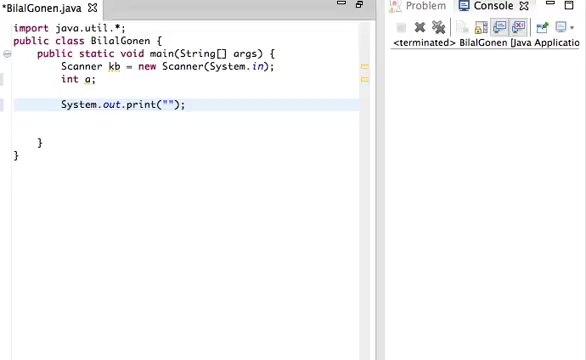 *BilalGonen.java
Problem
Console
<terminated> BilalGonen [Java Applicatio
import java.util.*;
public class BilalGonen {
public static void main(String[] args) {
Scanner kb = new Scanner(System.in);
int a;
System.out.print("");
}
}